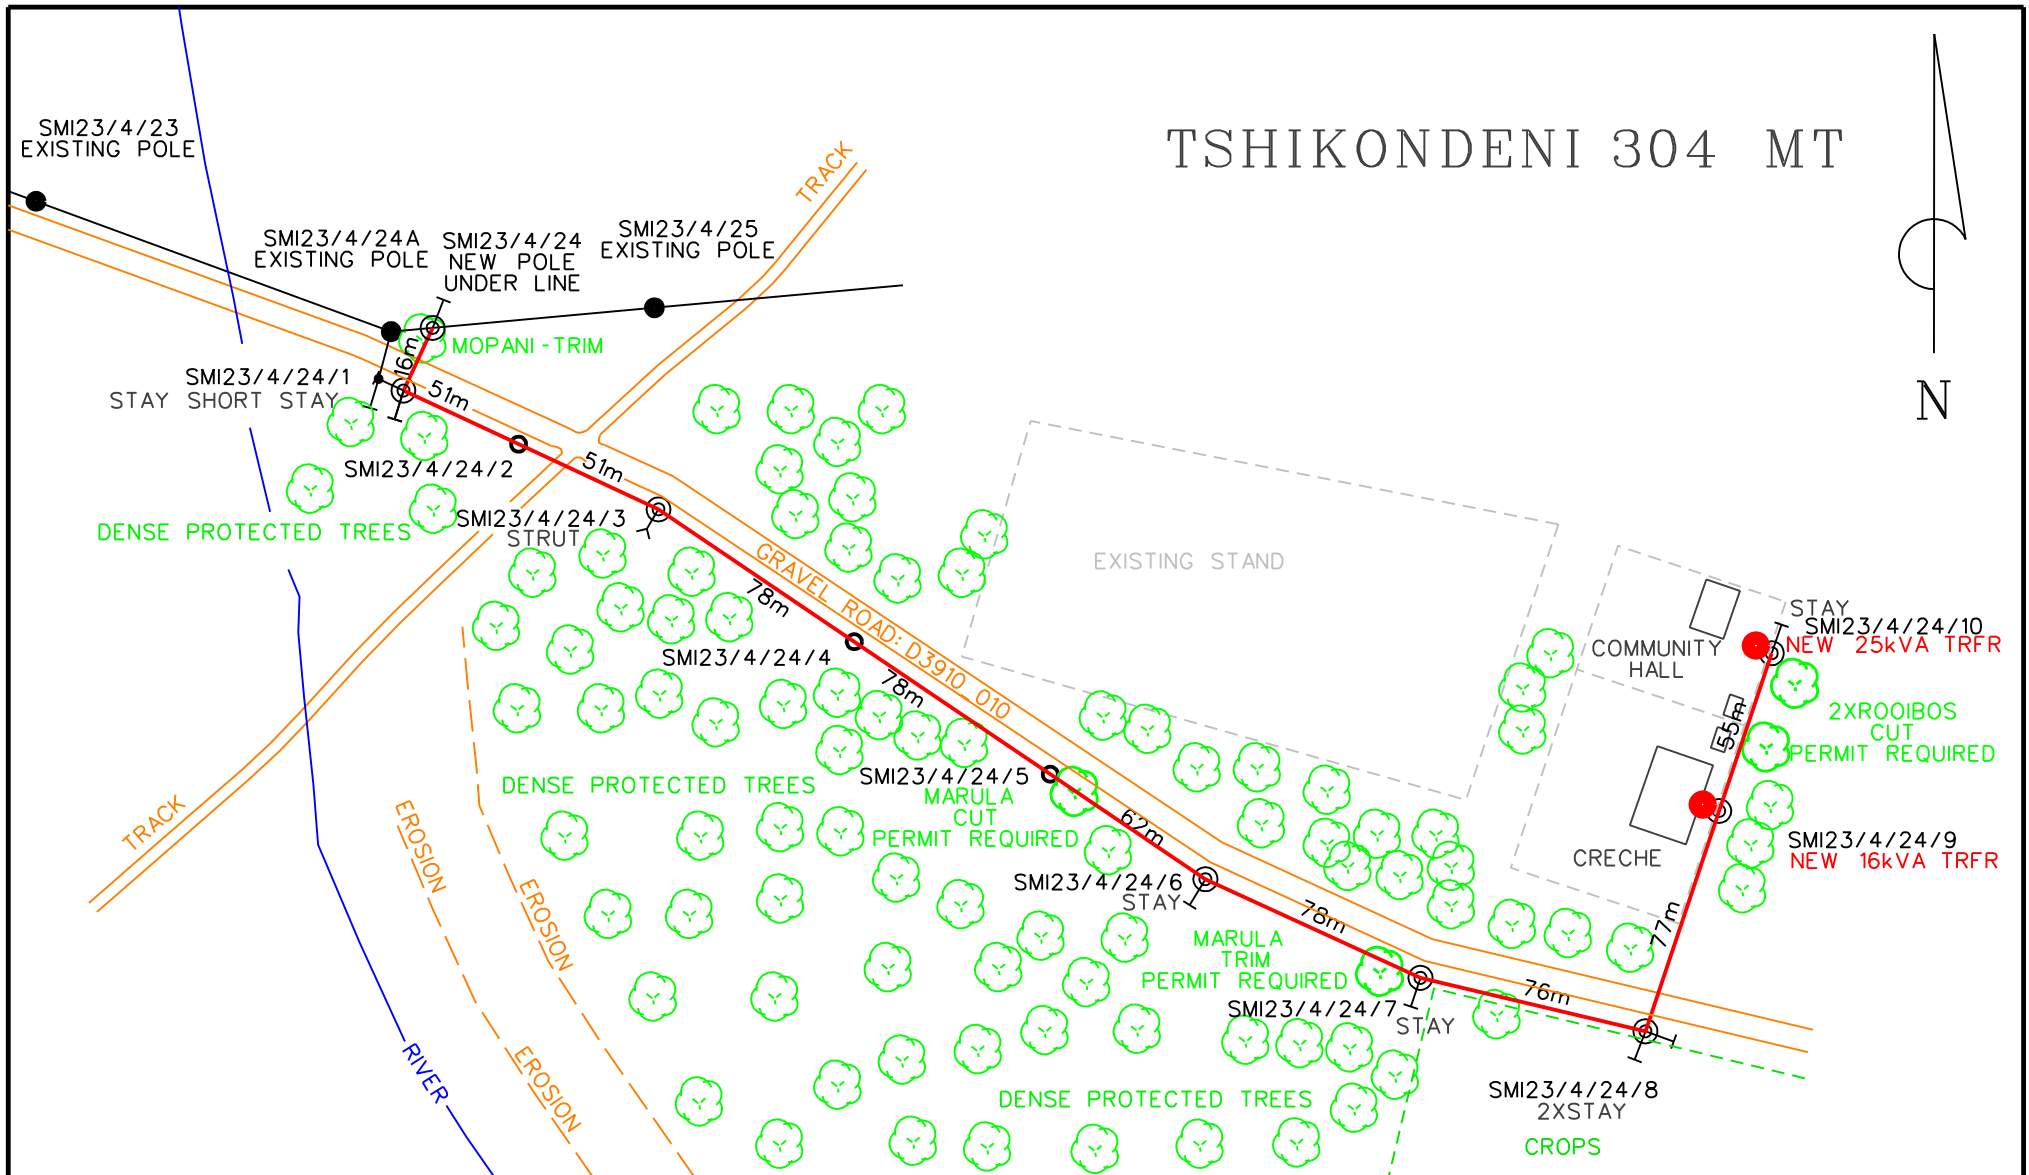 TSHIKONDENI 304 MT
N
SMI23/4/23
EXISTING POLE
SMI23/4/24A
EXISTING POLE
SMI23/4/24
NEW POLE
UNDER LINE
SMI23/4/25
EXISTING POLE
TRACK
MOPANI - TRIM
16m
SMI23/4/24/1
STAY SHORT STAY
51m
SMI23/4/24/2
51m
DENSE PROTECTED TREES
SMI23/4/24/3
STRUT
GRAVEL ROAD: D3910_010
EXISTING STAND
78m
SMI23/4/24/4
78m
STAY
SMI23/4/24/10
NEW 25kVA TRFR
COMMUNITY
HALL
55m
2XROOIBOS
CUT
PERMIT REQUIRED
DENSE PROTECTED TREES
SMI23/4/24/5
MARULA
CUT
PERMIT REQUIRED
62m
TRACK
EROSION
EROSION
EROSION
CRECHE
SMI23/4/24/9
NEW 16kVA TRFR
SMI23/4/24/6
STAY
78m
77m
MARULA
TRIM
PERMIT REQUIRED
SMI23/4/24/7
STAY
76m
RIVER
DENSE PROTECTED TREES
SMI23/4/24/8
2XSTAY
CROPS